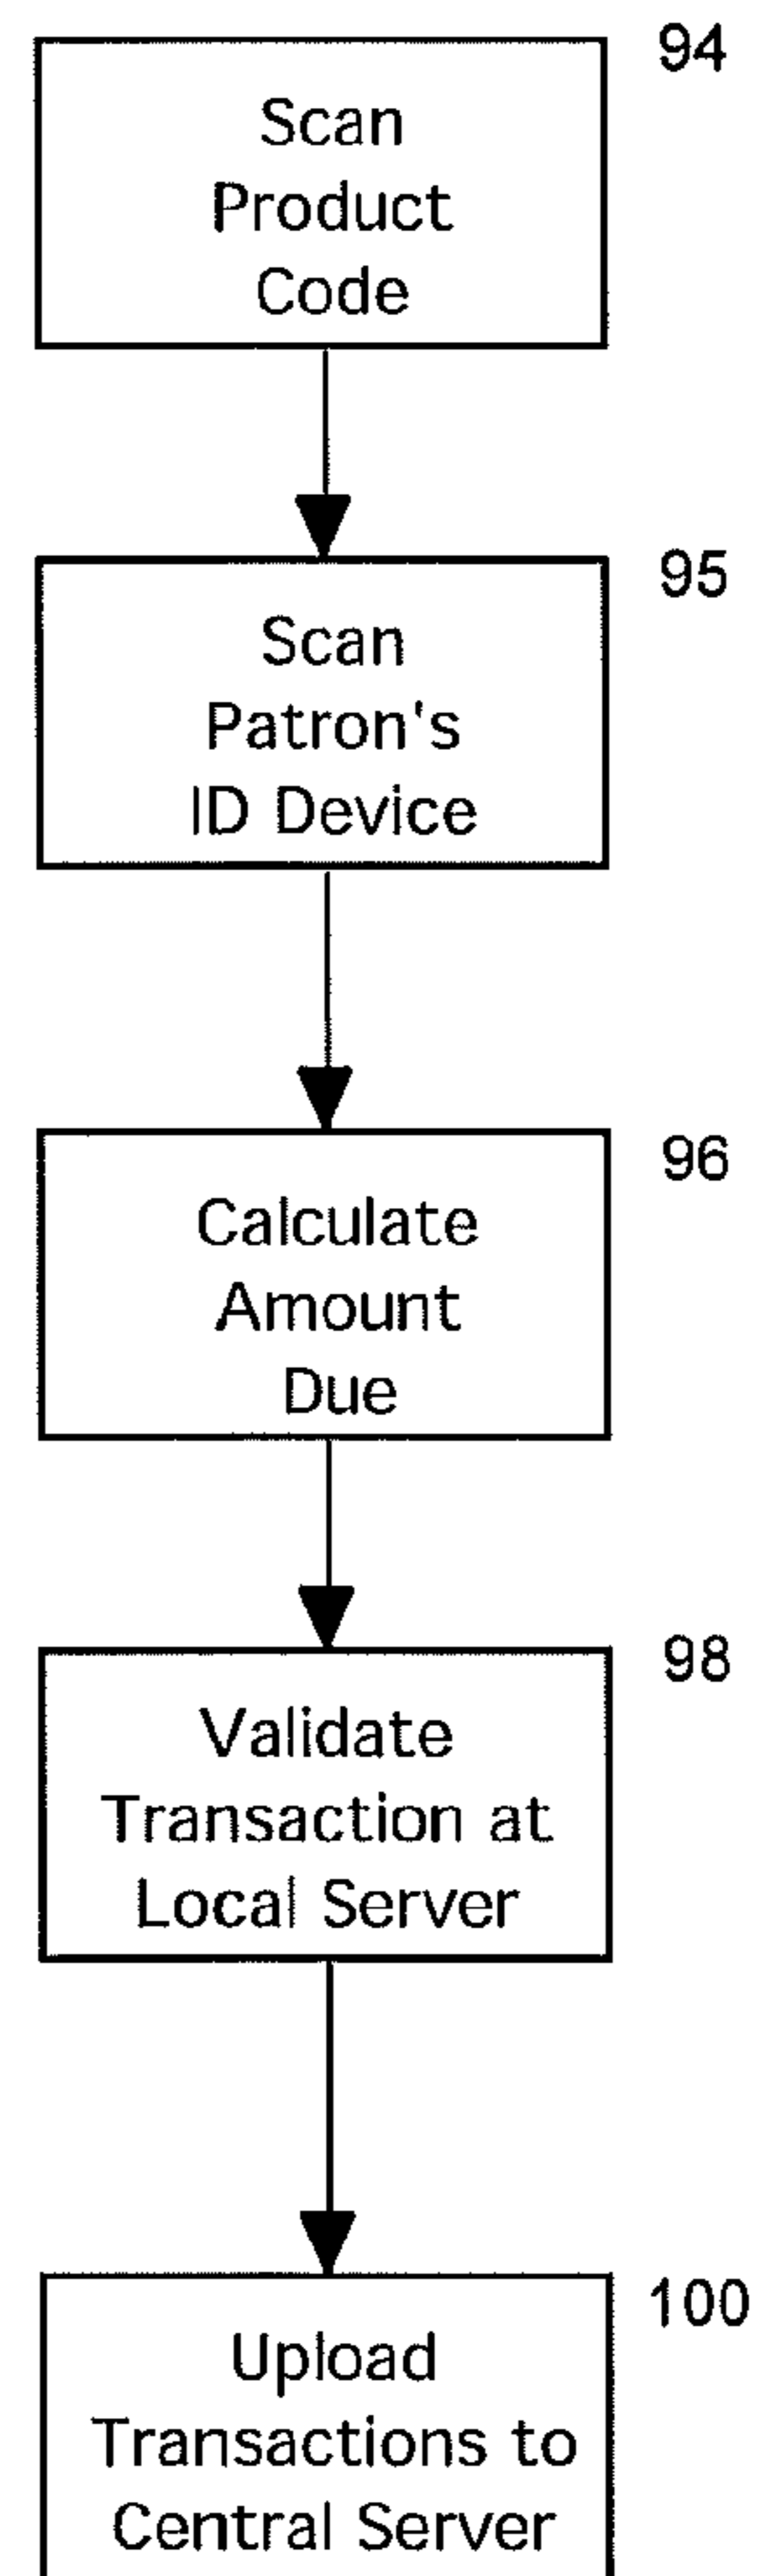 94
Scan
Product
Code
95
Scan
Patron's
ID Device
96
Calculate
Amount
Due
98
Validate
Transaction at
Local Server
100
Upload
Transactions to
Central Server